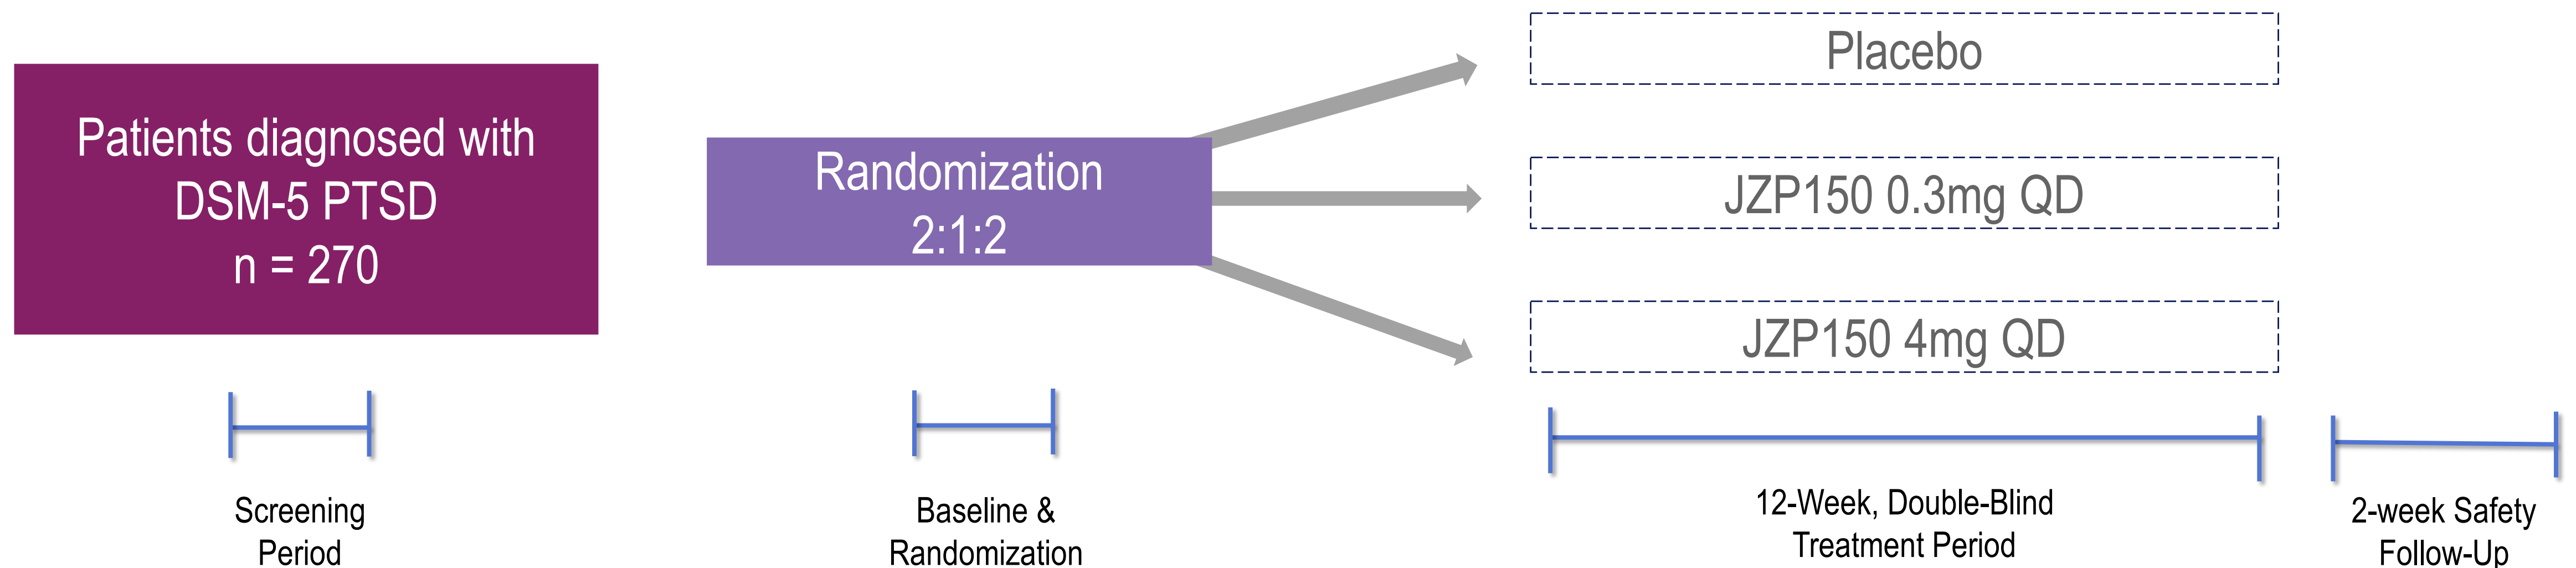 Patients diagnosed with
DSM-5 PTSD
n = 270
Randomization
2:1:2
Placebo
JZP150 0.3mg QD
JZP150 4mg QD
Screening
Period
Baseline &
Randomization
12-Week, Double-Blind
Treatment Period
2-week Safety
Follow-Up